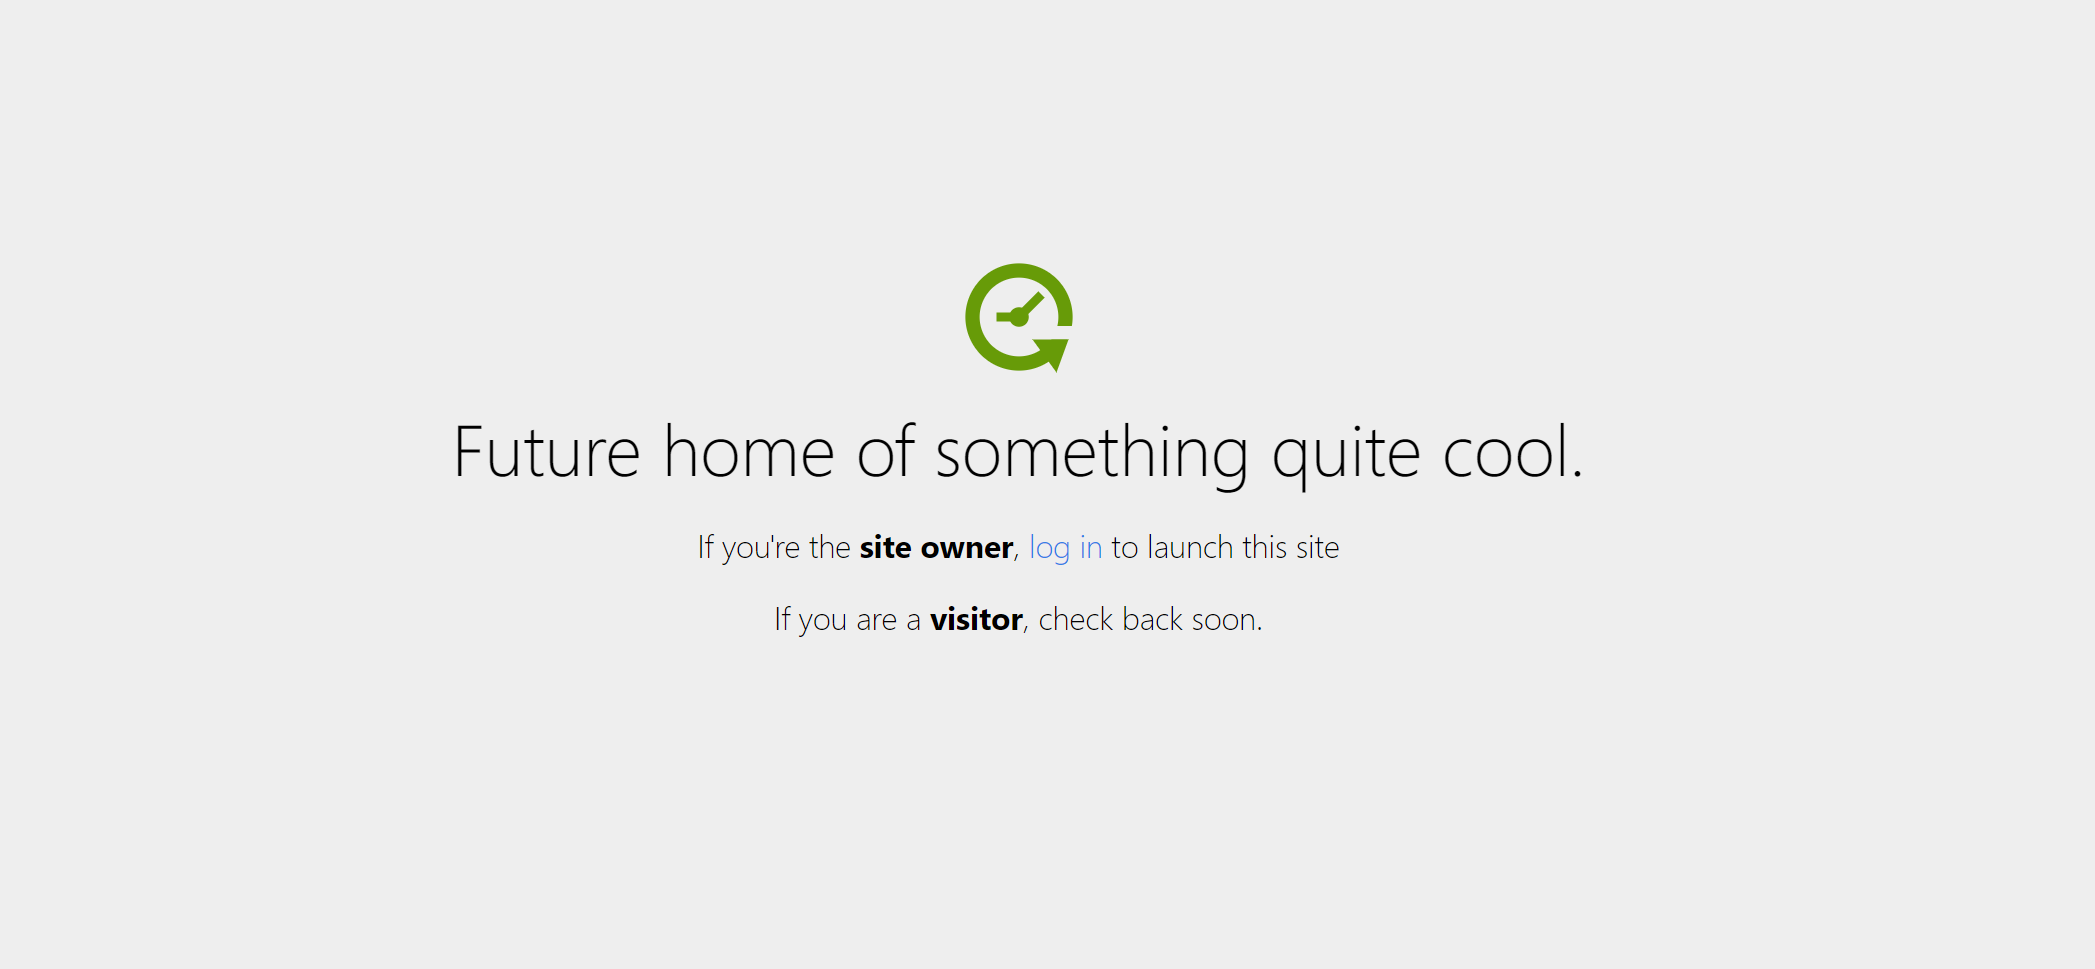 Future home of something quite cool.
If you're the site owner, log in to launch this site
If you are a visitor, check back soon.